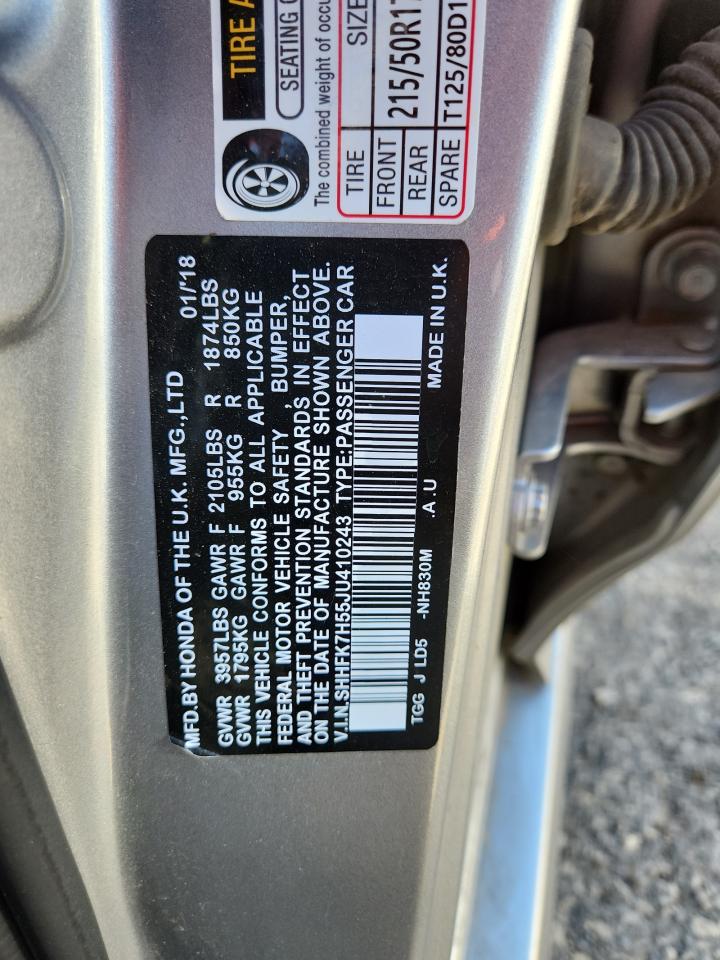 TIRE A
SEATING C
The combined weight of occu
TIRE SIZE
FRONT 215/50R17
REAR
SPARE T125/80D1
MFD.BY HONDA OF THE U.K. MFG.,LTD 01/'18
GVWR 3957LBS GAWR F 2105LBS R 1874LBS
GVWR 1795KG GAWR F 955KG R 850KG
THIS VEHICLE CONFORMS TO ALL APPLICABLE
FEDERAL MOTOR VEHICLE SAFETY , BUMPER,
AND THEFT PREVENTION STANDARDS IN EFFECT
ON THE DATE OF MANUFACTURE SHOWN ABOVE.
V.I.N.SHHFK7H55JU410243 TYPE:PASSENGER CAR
TGG J LD5 -NH830M .A.U MADE IN U.K.